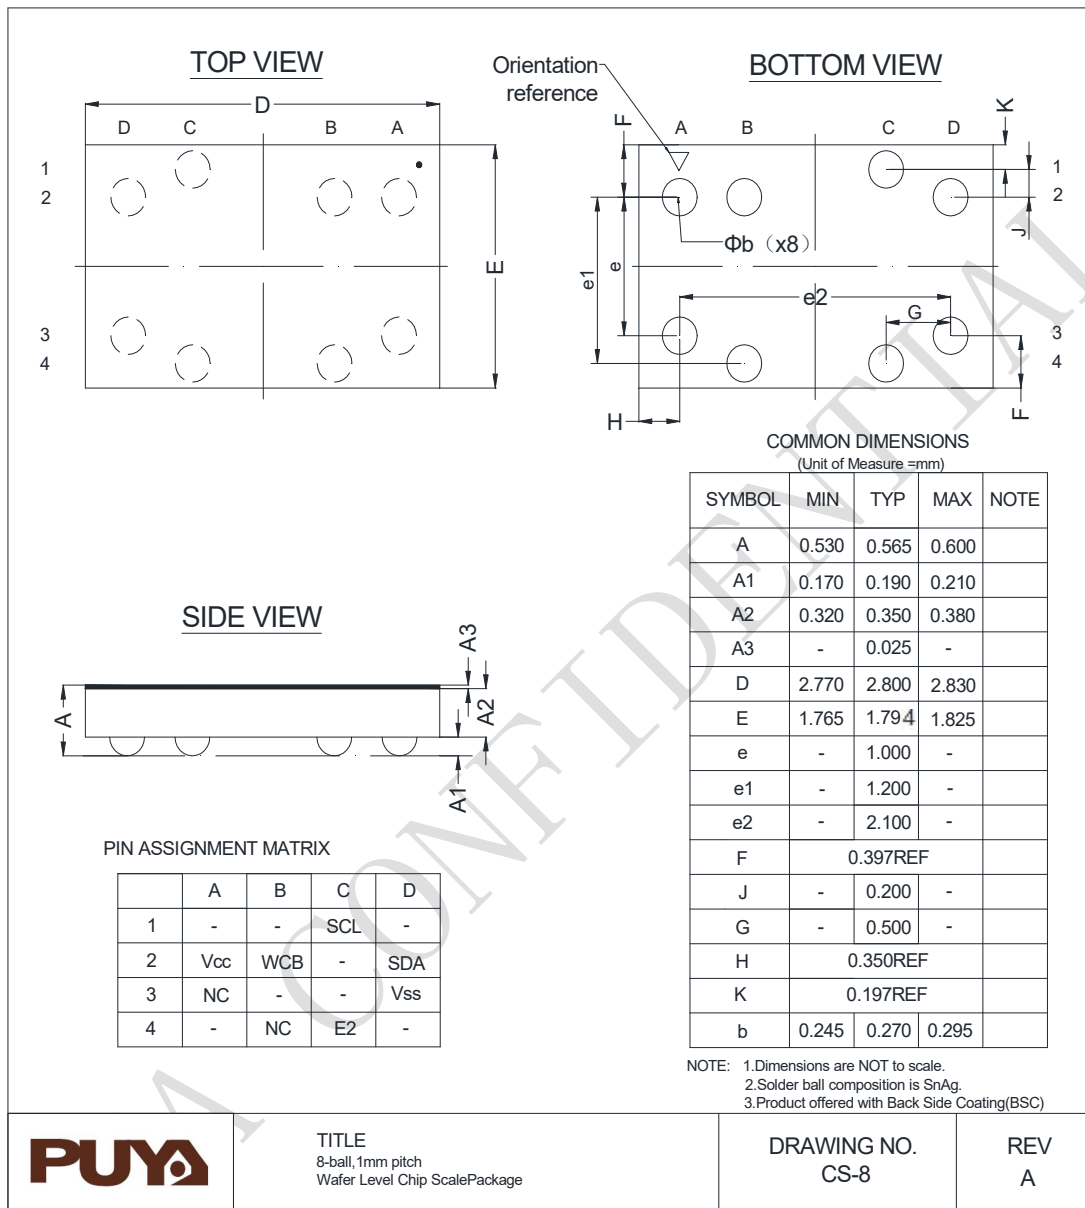 TOP VIEW
D
D C B A
1
2
3
4
E
Orientation
reference
BOTTOM VIEW
F
A B C D
K
1
2
J
Φb（x8）
e1
e
e2
G
3
4
H
F
COMMON DIMENSIONS
(Unit of Measure =mm)
SYMBOL MIN TYP MAX NOTE
A 0.530 0.565 0.600
A1 0.170 0.190 0.210
A2 0.320 0.350 0.380
A3 - 0.025 -
D 2.770 2.800 2.830
E 1.765 1.794 1.825
e - 1.000 -
e1 - 1.200 -
e2 - 2.100 -
F 0.397REF
J - 0.200 -
G - 0.500 -
H 0.350REF
K 0.197REF
b 0.245 0.270 0.295
NOTE: 1.Dimensions are NOT to scale.
2.Solder ball composition is SnAg.
3.Product offered with Back Side Coating(BSC)
SIDE VIEW
A3
A
A2
A1
PIN ASSIGNMENT MATRIX
A B C D
1 - - SCL -
2 Vcc WCB - SDA
3 NC - - Vss
4 - NC E2 -
A CONFIDENTIAL
PUYA
TITLE
8-ball,1mm pitch
Wafer Level Chip ScalePackage
DRAWING NO.
CS-8
REV
A